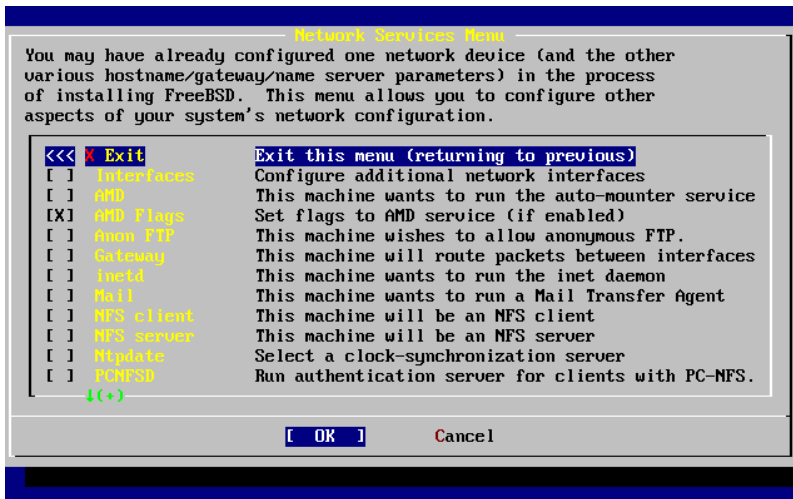 Network Services Menu
You may have already configured one network device (and the other
various hostname/gateway/name server parameters) in the process
of installing FreeBSD.  This menu allows you to configure other
aspects of your system's network configuration.
<<< X Exit Exit this menu (returning to previous)
[ ] Interfaces Configure additional network interfaces
[ ] AMD This machine wants to run the auto-mounter service
[X] AMD Flags Set flags to AMD service (if enabled)
[ ] Anon FTP This machine wishes to allow anonymous FTP.
[ ] Gateway This machine will route packets between interfaces
[ ] inetd This machine wants to run the inet daemon
[ ] Mail This machine wants to run a Mail Transfer Agent
[ ] NFS client This machine will be an NFS client
[ ] NFS server This machine will be an NFS server
[ ] Ntpdate Select a clock-synchronization server
[ ] PCNFSD Run authentication server for clients with PC-NFS.
↓(+)
[ OK ] Cancel